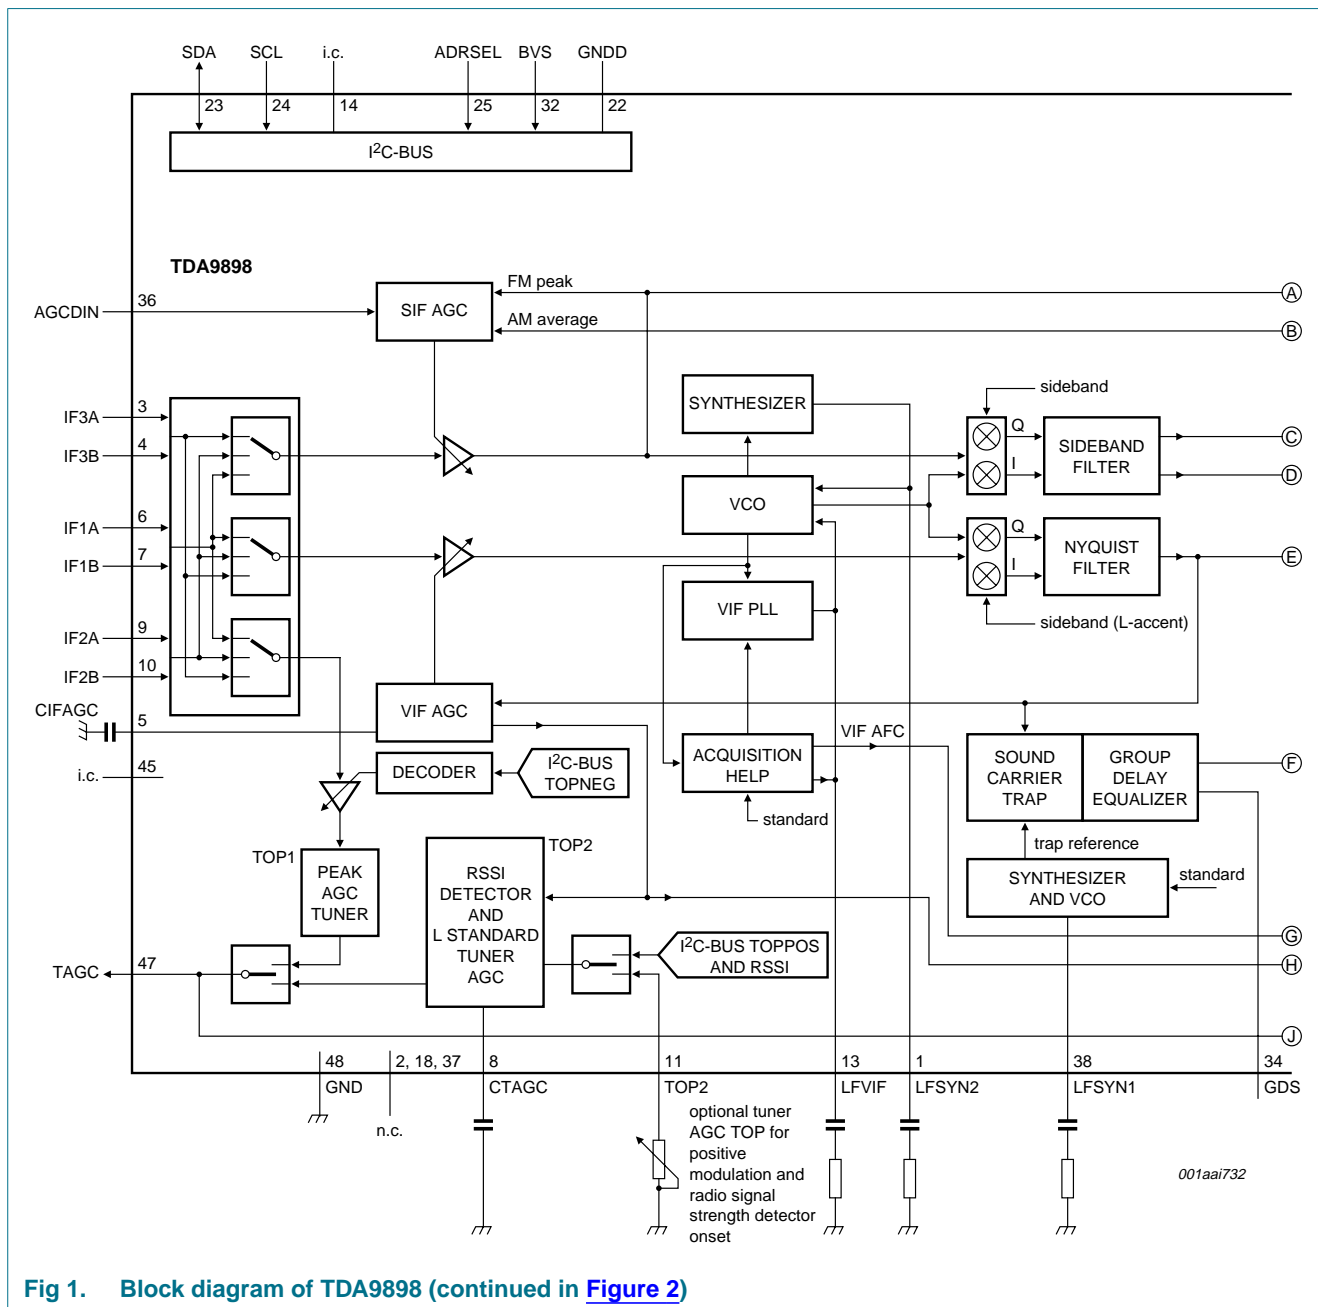 SDA SCL i.c. ADRSEL BVS GNDD
23 24 14 25 32 22
I2C-BUS
TDA9898
AGCDIN 36
SIF AGC
FM peak
A
AM average
B
SYNTHESIZER
sideband
IF3A 3
IF3B 4
Q
I
SIDEBAND
FILTER
C
D
VCO
IF1A 6
IF1B 7
Q
I
NYQUIST
FILTER
E
VIF PLL
sideband (L-accent)
IF2A 9
IF2B 10
CIFAGC 5
VIF AGC
i.c. 45
DECODER
I2C-BUS
TOPNEG
ACQUISITION
HELP
VIF AFC
standard
SOUND
CARRIER
TRAP
GROUP
DELAY
EQUALIZER
F
trap reference
SYNTHESIZER
AND VCO
standard
TOP1
PEAK
AGC
TUNER
TOP2
RSSI
DETECTOR
AND
L STANDARD
TUNER
AGC
I2C-BUS TOPPOS
AND RSSI
G
H
TAGC 47
J
48 2, 18, 37 8 11 13 1 38 34
GND CTAGC TOP2 LFVIF LFSYN2 LFSYN1 GDS
n.c.
optional tuner
AGC TOP for
positive
modulation and
radio signal
strength detector
onset
001aai732
Fig 1. Block diagram of TDA9898 (continued in Figure 2)